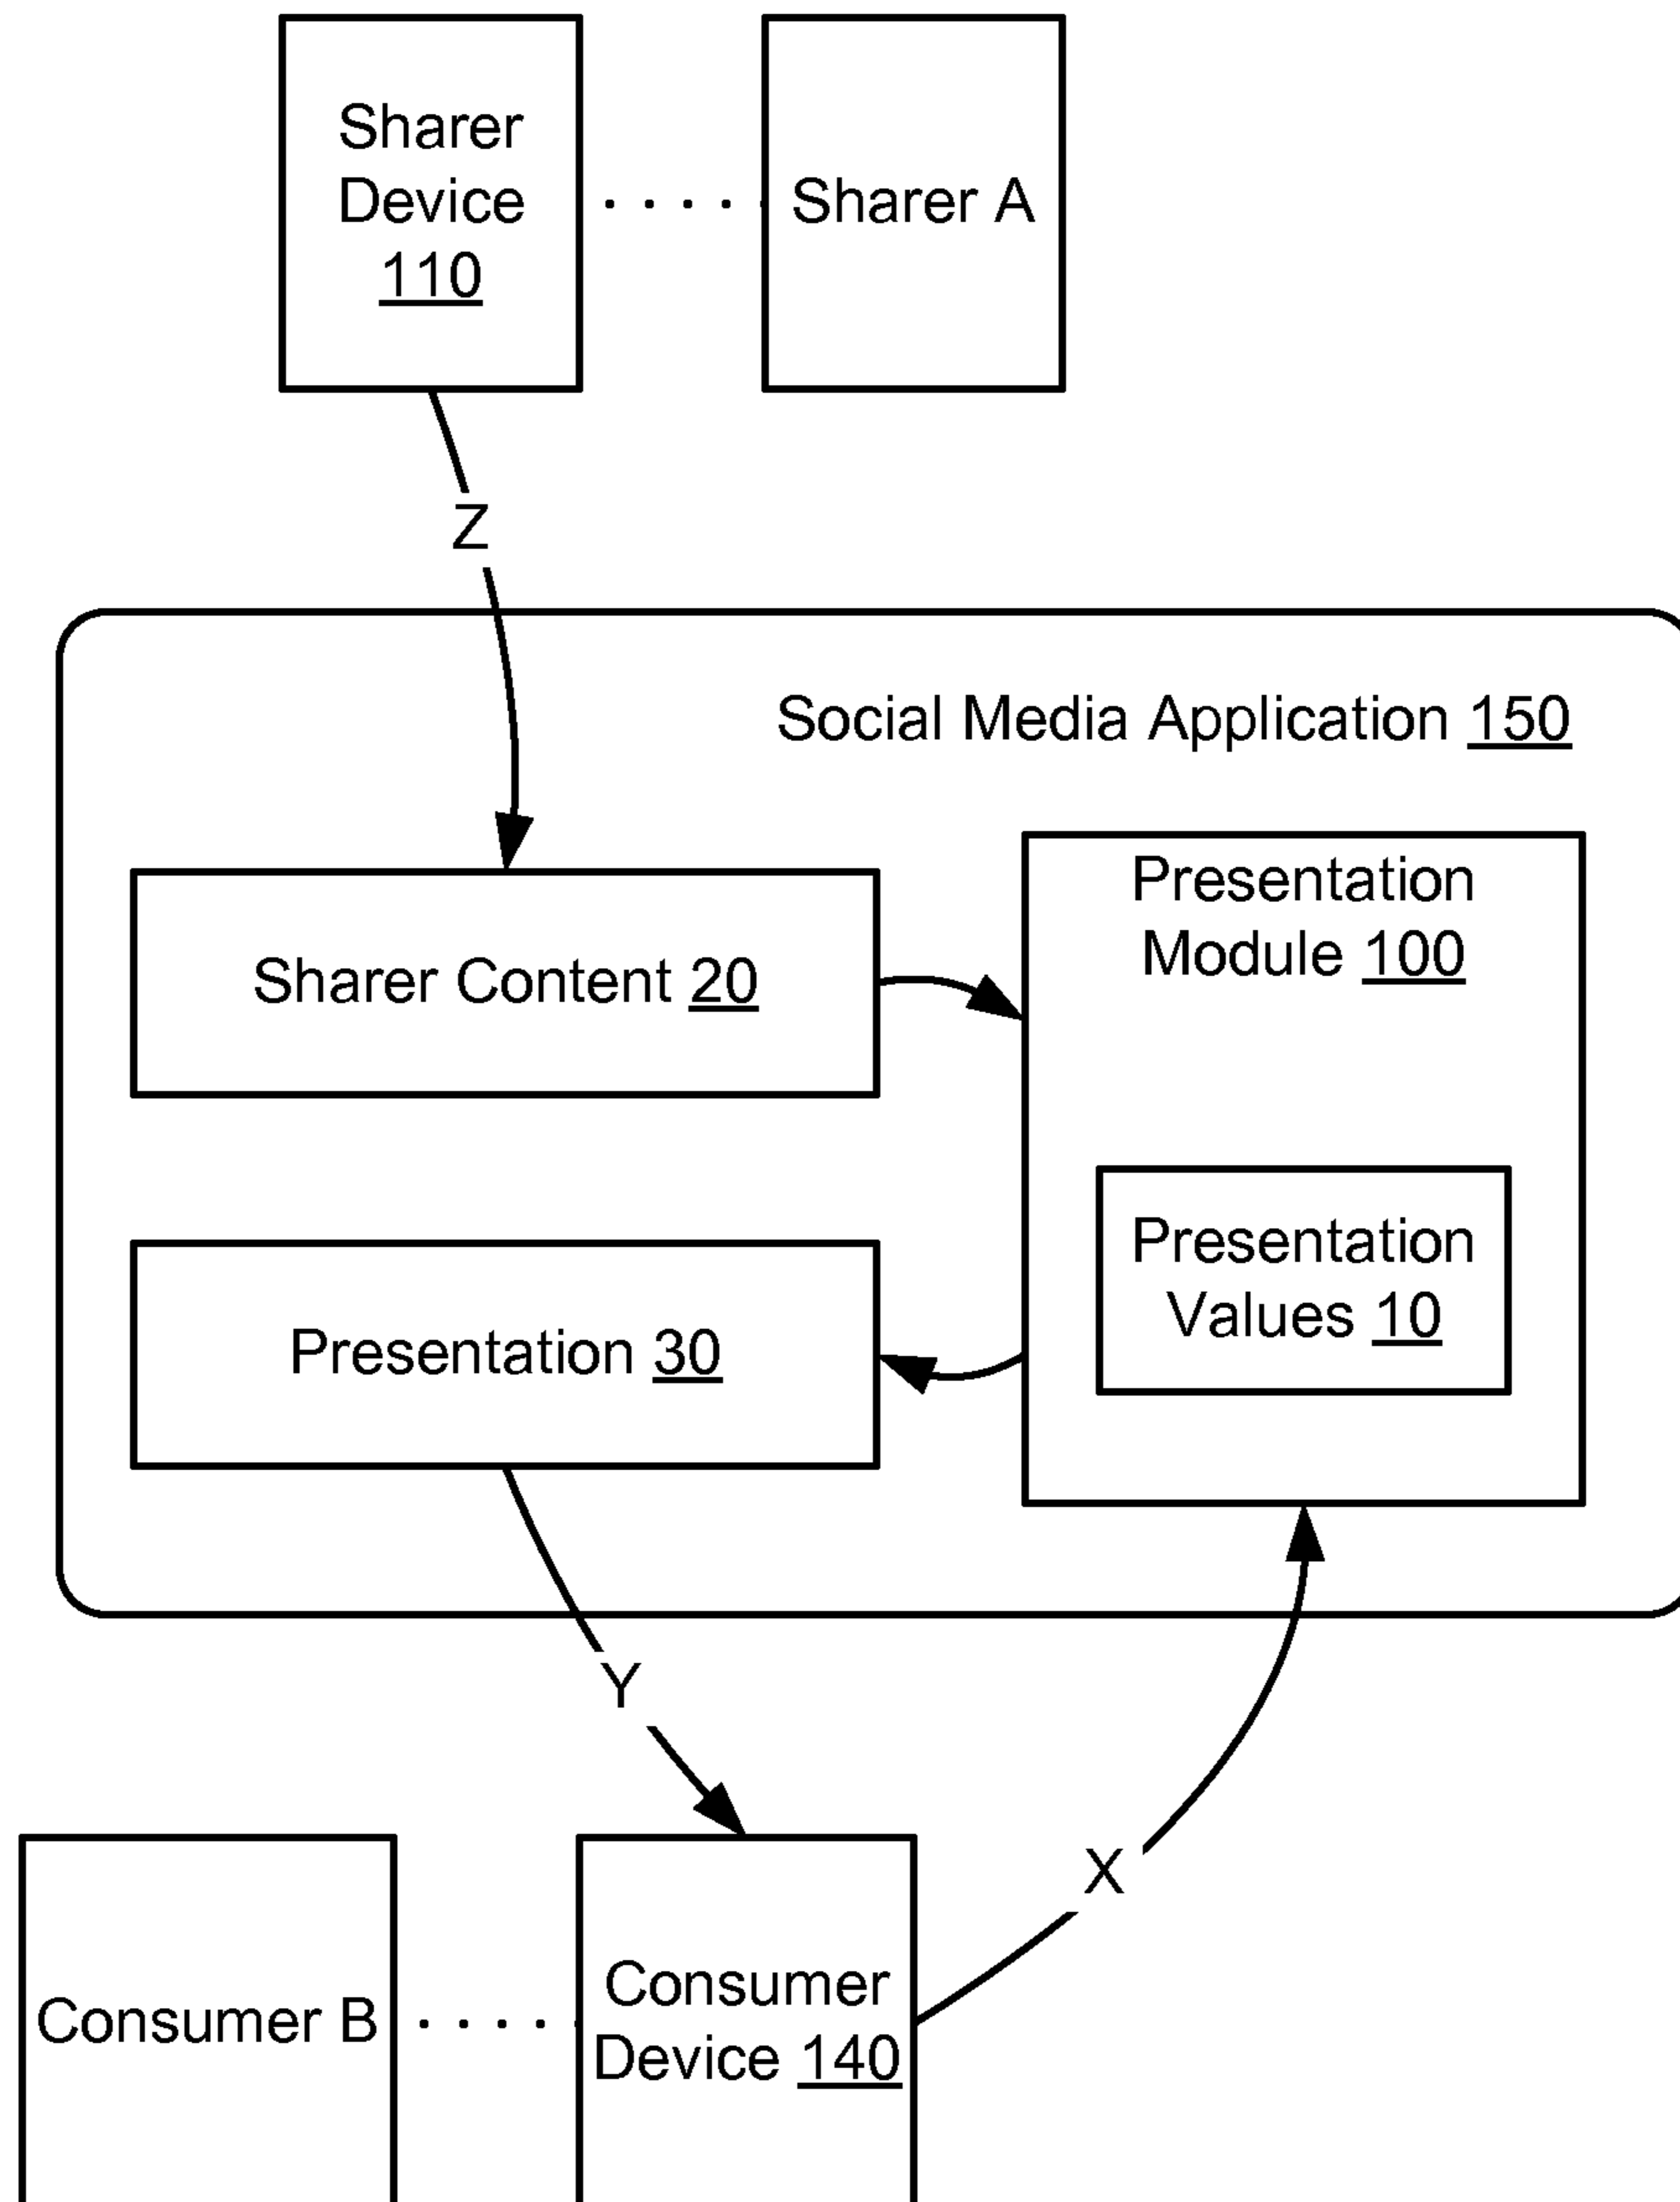 Sharer
Device
110
Sharer A
Z
Social Media Application 150
Presentation
Module 100
Sharer Content 20
Presentation
Values 10
Presentation 30
Y
X
Consumer B
Consumer
Device 140